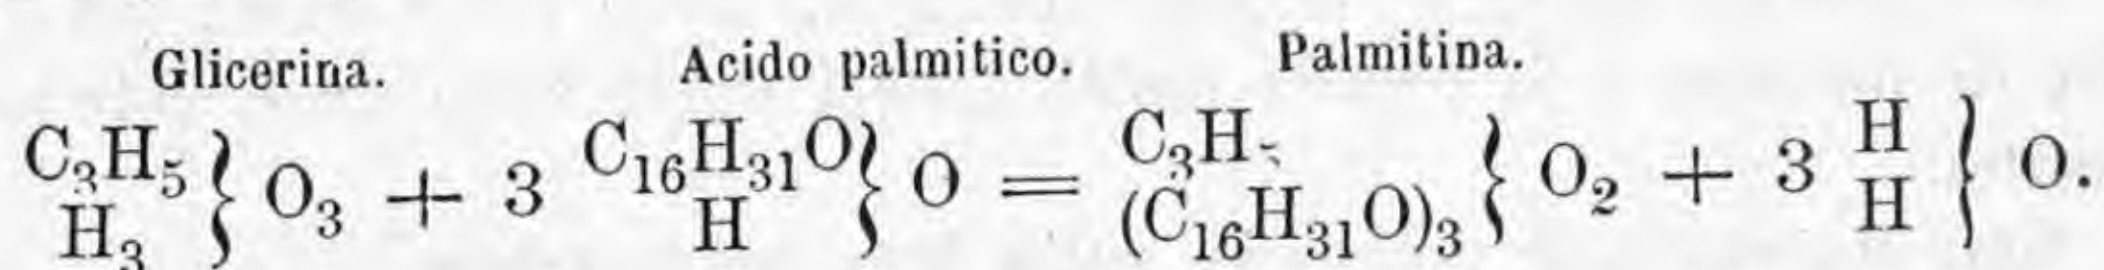 Glicerina. Acido palmitico. Palmitina.
C₃H₅ } O₃ + 3 C₁₆H₃₁O } O = C₃H } O₂ + 3 H } O.
H₃ H (C₁₆H₃₁O)₃ H